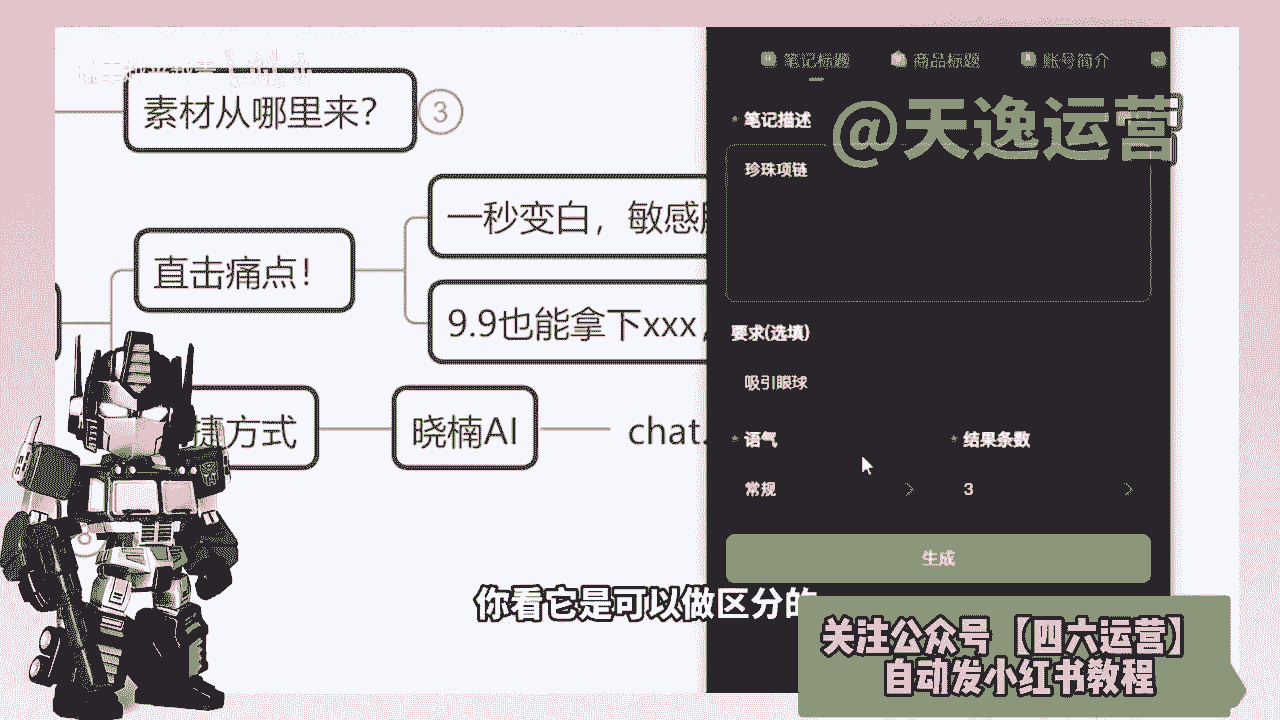 素材从哪里来？
3
一秒变白，敏感
直击痛点！
9.9也能拿下xxx
捷方式
晓楠AI
chat.
笔记标题
商品标题
账号简介
@天逸运营
* 笔记描述
珍珠项链
要求(选填)
吸引眼球
* 语气
* 结果条数
常规
3
生成
你看它是可以做区分的
关注公众号【四六运营】
自动发小红书教程